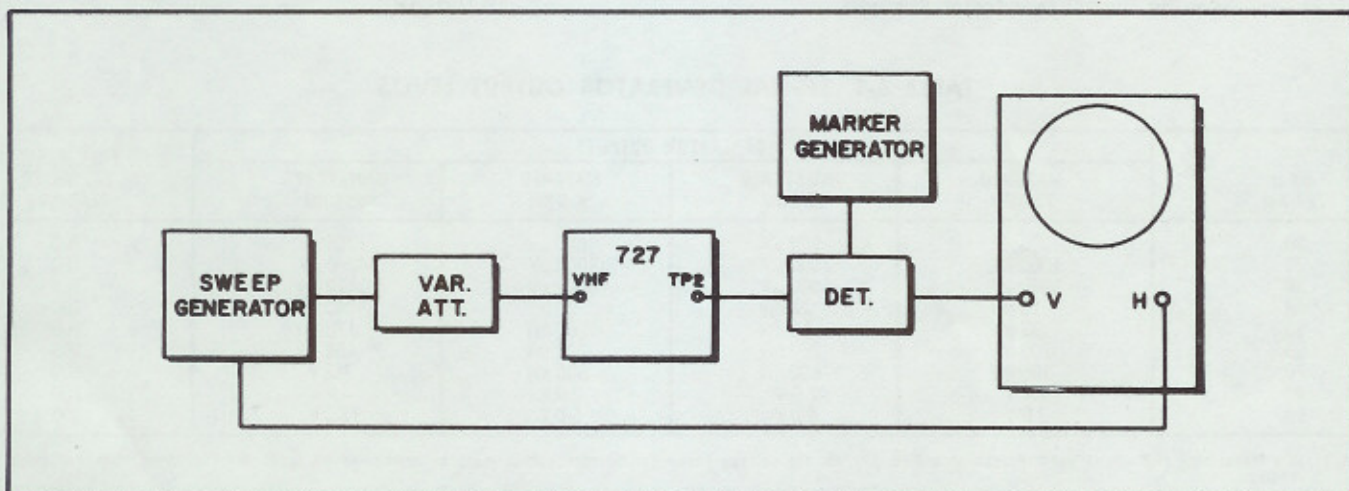 MARKER
GENERATOR
727
SWEEP
GENERATOR
VAR.
ATT.
VHF
TP2
DET.
V
H